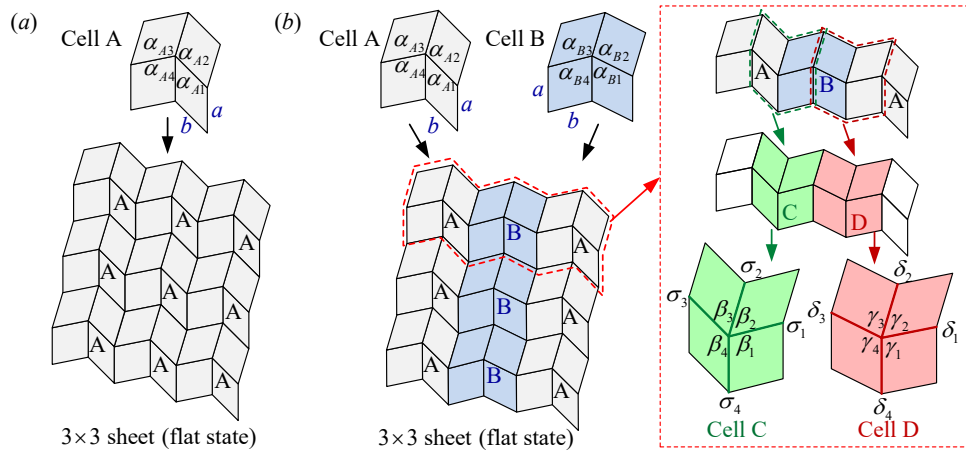 (a)
Cell A
α_A3
α_A2
α_A4
α_A1
a
b
A
A
A
A
A
A
A
A
A
3×3 sheet (flat state)
(b)
Cell A
α_A3
α_A2
α_A4
α_A1
a
b
Cell B
α_B3
α_B2
α_B4
α_B1
a
b
A
B
A
A
B
A
A
B
A
3×3 sheet (flat state)
A
B
A
C
D
σ_2
σ_3
σ_1
β_3
β_2
β_4
β_1
σ_4
Cell C
δ_2
δ_3
δ_1
γ_3
γ_2
γ_4
γ_1
δ_4
Cell D